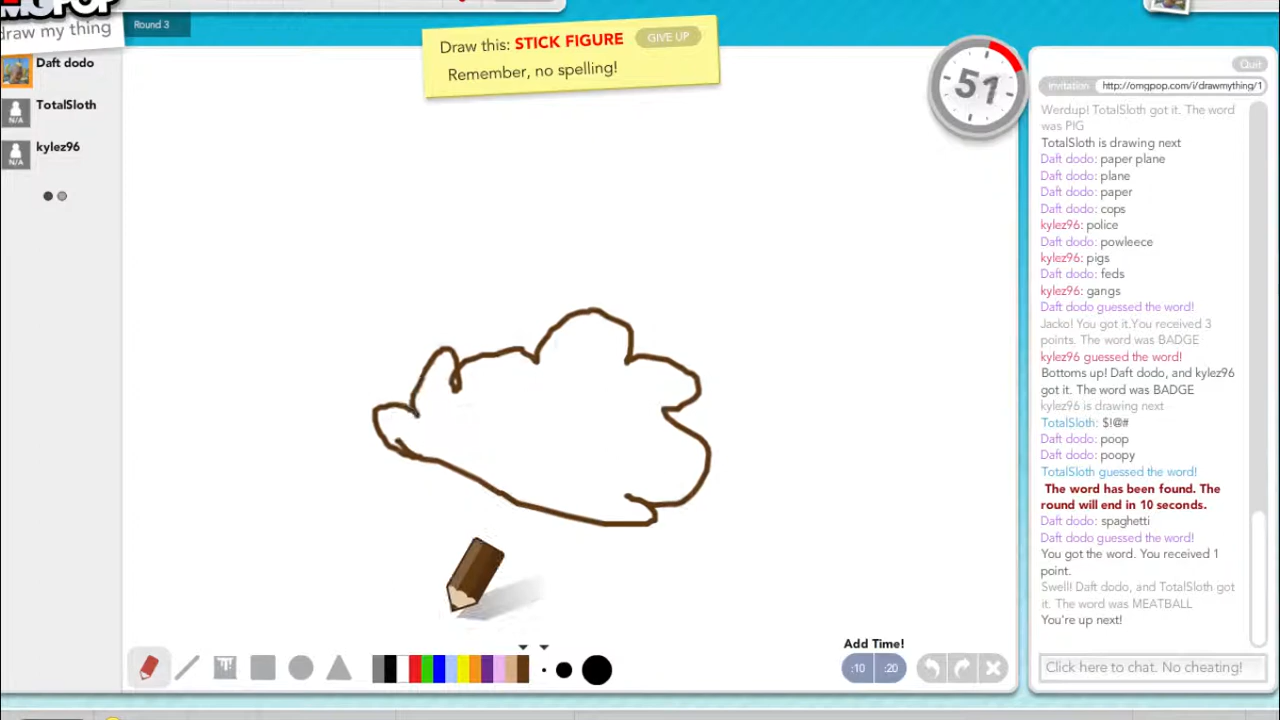 OMGPOP
draw my thing
Round 3
Draw this: STICK FIGURE
GIVE UP
Remember, no spelling!
51
Daft dodo
TotalSloth
N/A
kylez96
N/A
Quit
Invitation
http://omgpop.com/i/drawmything/1
Werdup! TotalSloth got it. The word
was PIG
TotalSloth is drawing next
Daft dodo: paper plane
Daft dodo: plane
Daft dodo: paper
Daft dodo: cops
kylez96: police
Daft dodo: powleece
kylez96: pigs
Daft dodo: feds
kylez96: gangs
Daft dodo guessed the word!
Jacko! You got it.You received 3
points. The word was BADGE
kylez96 guessed the word!
Bottoms up! Daft dodo, and kylez96
got it. The word was BADGE
kylez96 is drawing next
TotalSloth: $!@#
Daft dodo: poop
Daft dodo: poopy
TotalSloth guessed the word!
The word has been found. The
round will end in 10 seconds.
Daft dodo: spaghetti
Daft dodo guessed the word!
You got the word. You received 1
point.
Swell! Daft dodo, and TotalSloth got
it. The word was MEATBALL
You're up next!
Add Time!
:10
:20
Click here to chat. No cheating!